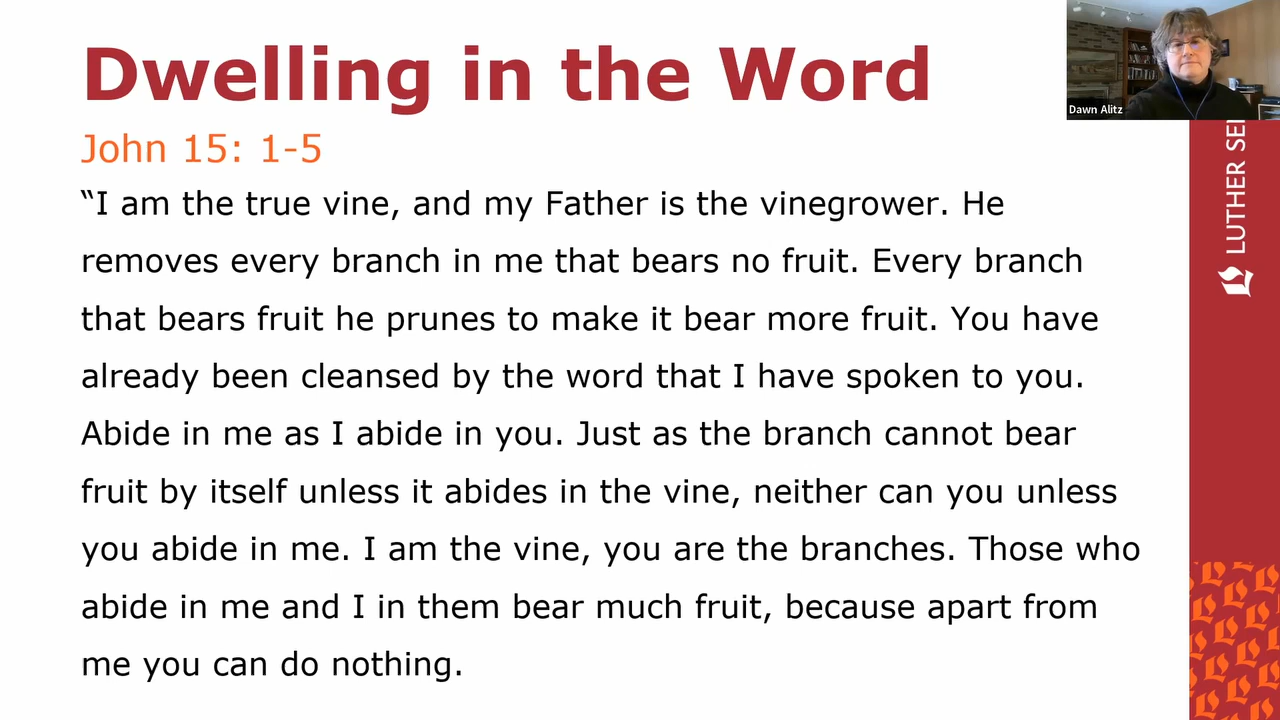 Dwelling in the Word
John 15: 1-5
“I am the true vine, and my Father is the vinegrower. He
removes every branch in me that bears no fruit. Every branch
that bears fruit he prunes to make it bear more fruit. You have
already been cleansed by the word that I have spoken to you.
Abide in me as I abide in you. Just as the branch cannot bear
fruit by itself unless it abides in the vine, neither can you unless
you abide in me. I am the vine, you are the branches. Those who
abide in me and I in them bear much fruit, because apart from
me you can do nothing.
Dawn Alitz
LUTHER SE